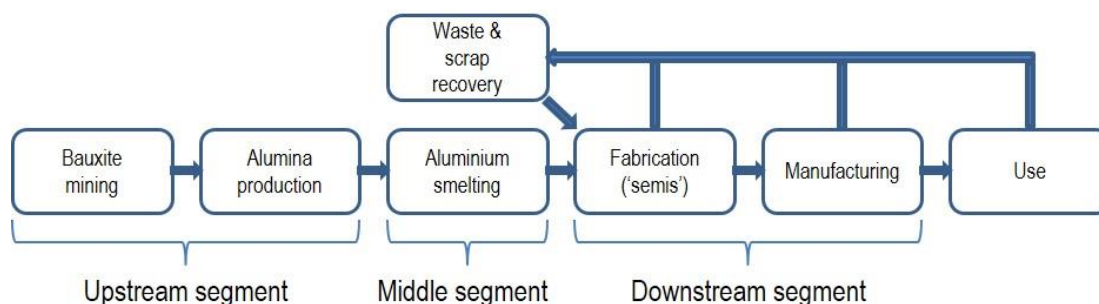 Waste &
scrap
recovery
Bauxite
mining
Alumina
production
Aluminium
smelting
Fabrication
('semis')
Manufacturing
Use
Upstream segment
Middle segment
Downstream segment